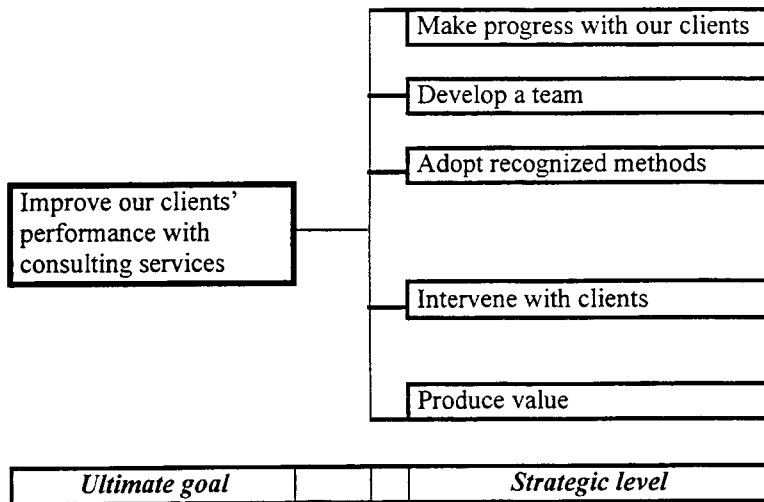 Make progress with our clients
Develop a team
Adopt recognized methods
Improve our clients'
performance with
consulting services
Intervene with clients
Produce value
Ultimate goal
Strategic level